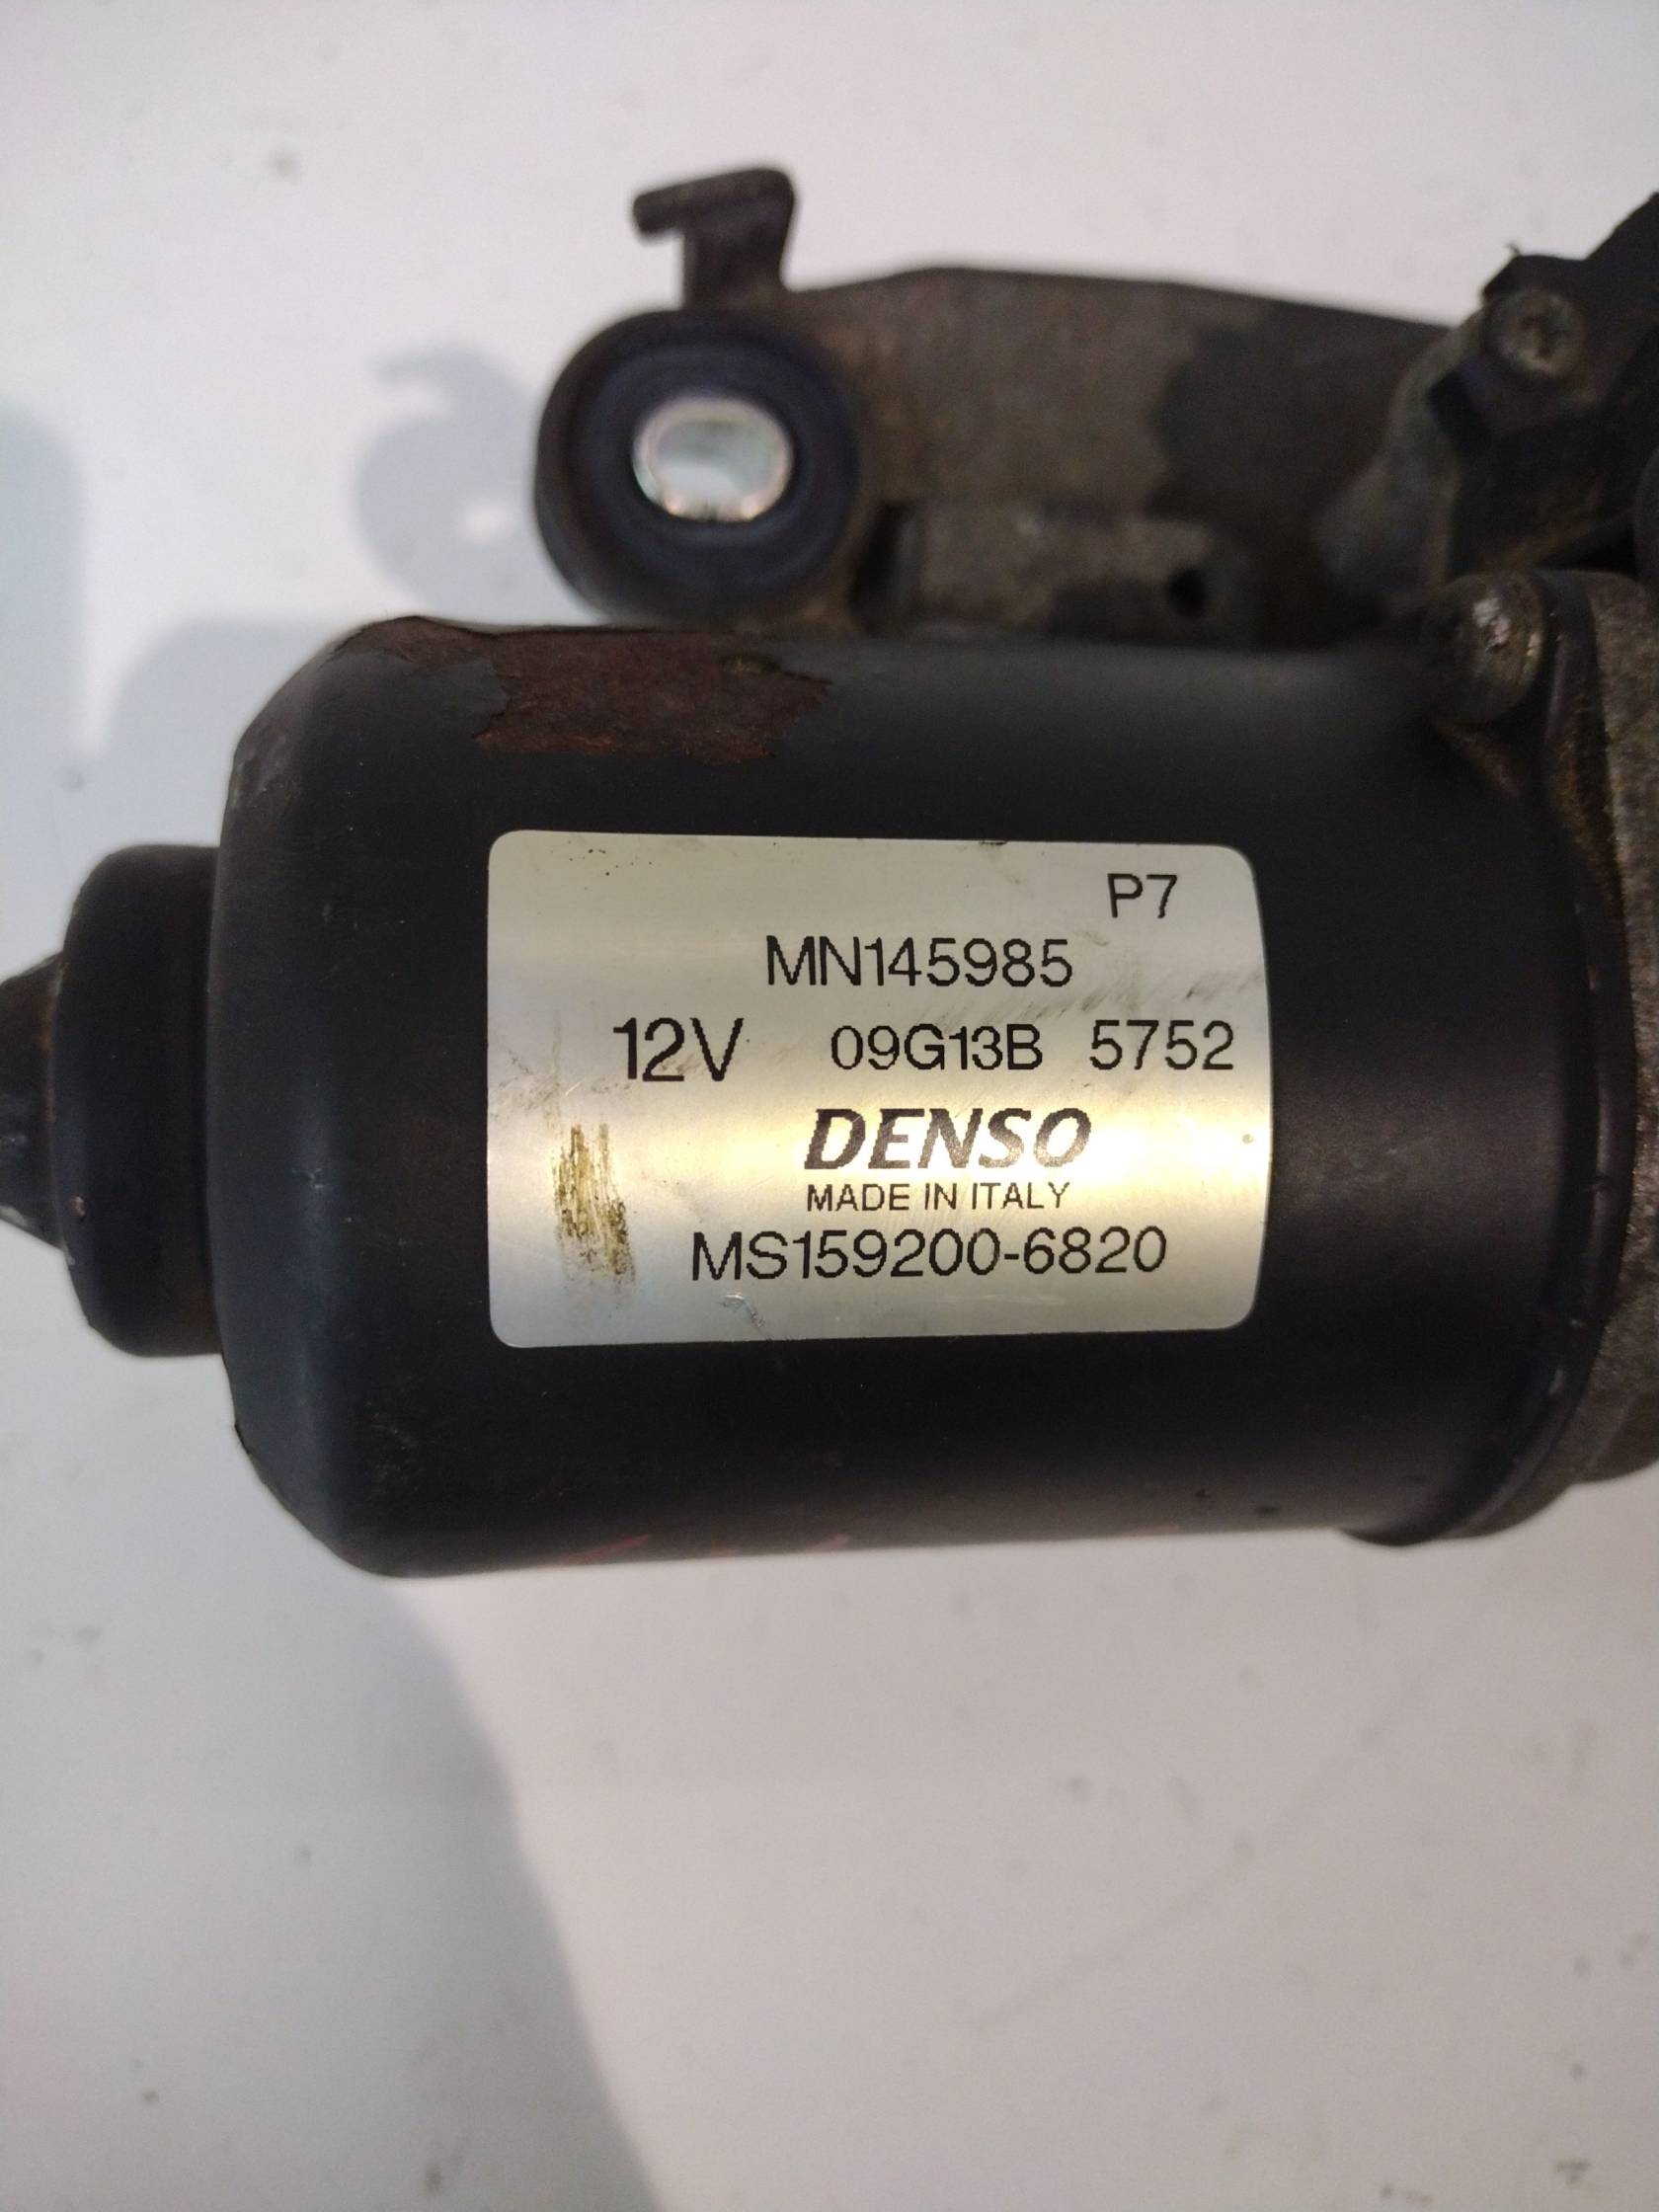 P7
MN145985
12V 09G13B 5752
DENSO
MADE IN ITALY
MS159200-6820